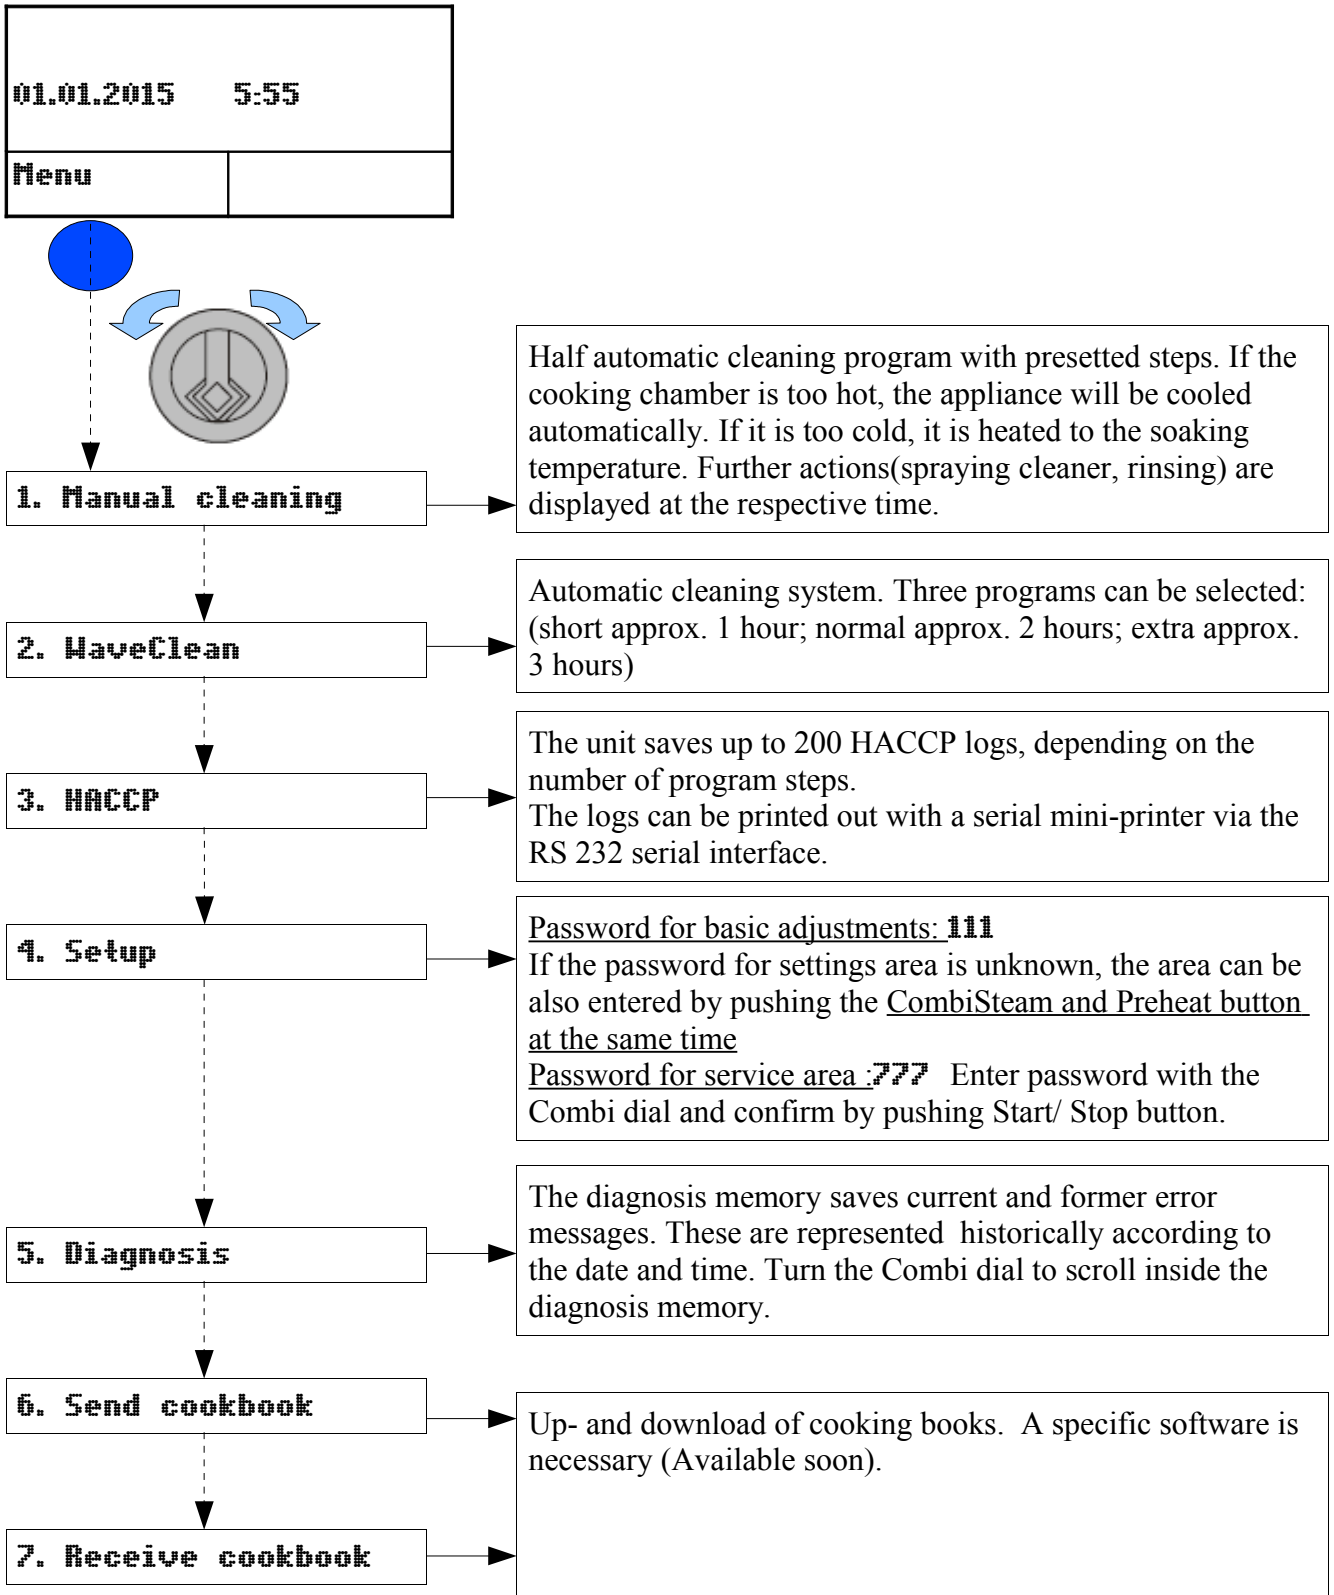 01.01.2015 5:55
Menu
Half automatic cleaning program with presetted steps. If the
cooking chamber is too hot, the appliance will be cooled
automatically. If it is too cold, it is heated to the soaking
temperature. Further actions(spraying cleaner, rinsing) are
displayed at the respective time.
1. Manual cleaning
Automatic cleaning system. Three programs can be selected:
(short approx. 1 hour; normal approx. 2 hours; extra approx.
3 hours)
2. WaveClean
The unit saves up to 200 HACCP logs, depending on the
number of program steps.
The logs can be printed out with a serial mini-printer via the
RS 232 serial interface.
3. HACCP
Password for basic adjustments: 111
If the password for settings area is unknown, the area can be
also entered by pushing the CombiSteam and Preheat button
at the same time
Password for service area :777 Enter password with the
Combi dial and confirm by pushing Start/ Stop button.
4. Setup
The diagnosis memory saves current and former error
messages. These are represented historically according to
the date and time. Turn the Combi dial to scroll inside the
diagnosis memory.
5. Diagnosis
6. Send cookbook
Up- and download of cooking books. A specific software is
necessary (Available soon).
7. Receive cookbook